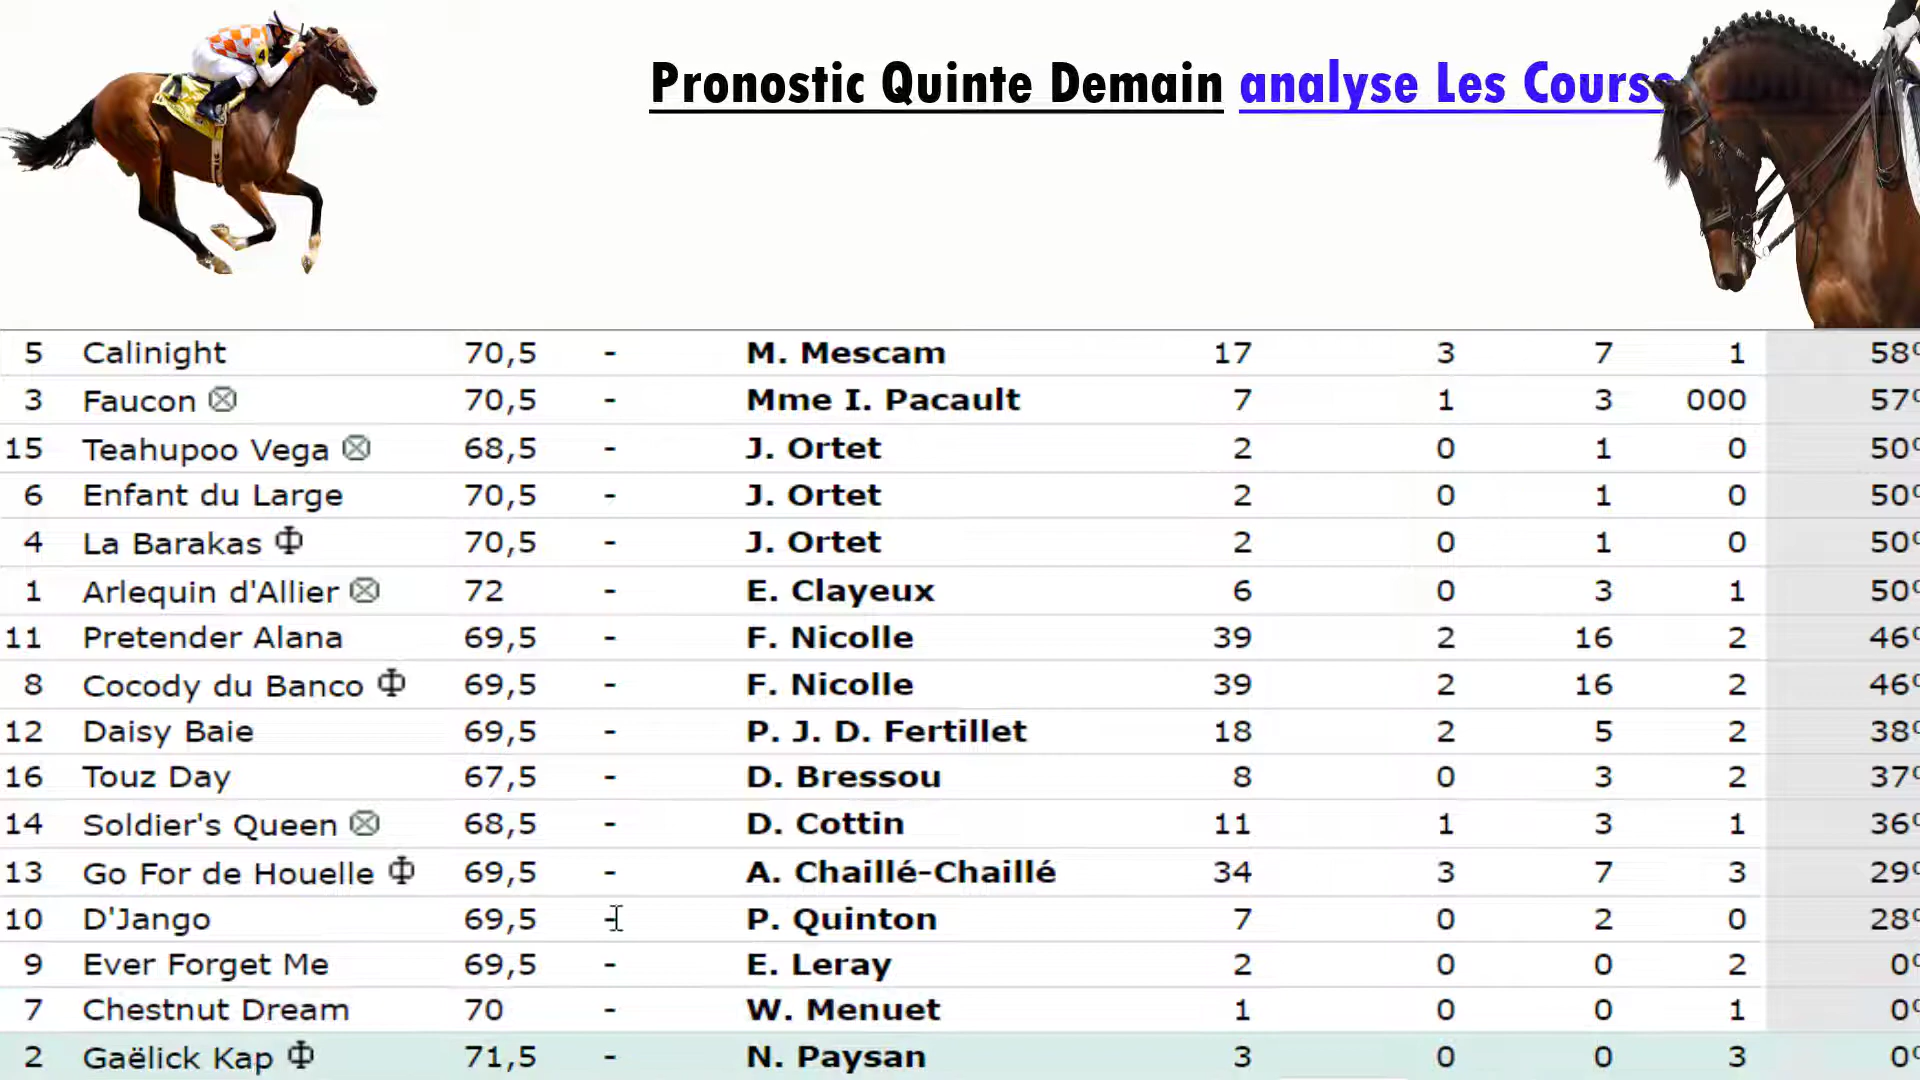 Pronostic Quinte Demain analyse Les Course
5 Calinight 70,5 - M. Mescam 17 3 7 1 58
3 Faucon 70,5 - Mme I. Pacault 7 1 3 000 57
15 Teahupoo Vega 68,5 - J. Ortet 2 0 1 0 50
6 Enfant du Large 70,5 - J. Ortet 2 0 1 0 50
4 La Barakas 70,5 - J. Ortet 2 0 1 0 50
1 Arlequin d'Allier 72 - E. Clayeux 6 0 3 1 50
11 Pretender Alana 69,5 - F. Nicolle 39 2 16 2 46
8 Cocody du Banco 69,5 - F. Nicolle 39 2 16 2 46
12 Daisy Baie 69,5 - P. J. D. Fertillet 18 2 5 2 38
16 Touz Day 67,5 - D. Bressou 8 0 3 2 37
14 Soldier's Queen 68,5 - D. Cottin 11 1 3 1 36
13 Go For de Houelle 69,5 - A. Chaillé-Chaillé 34 3 7 3 29
10 D'Jango 69,5 - P. Quinton 7 0 2 0 28
9 Ever Forget Me 69,5 - E. Leray 2 0 0 2 0
7 Chestnut Dream 70 - W. Menuet 1 0 0 1 0
2 Gaëlick Kap 71,5 - N. Paysan 3 0 0 3 0